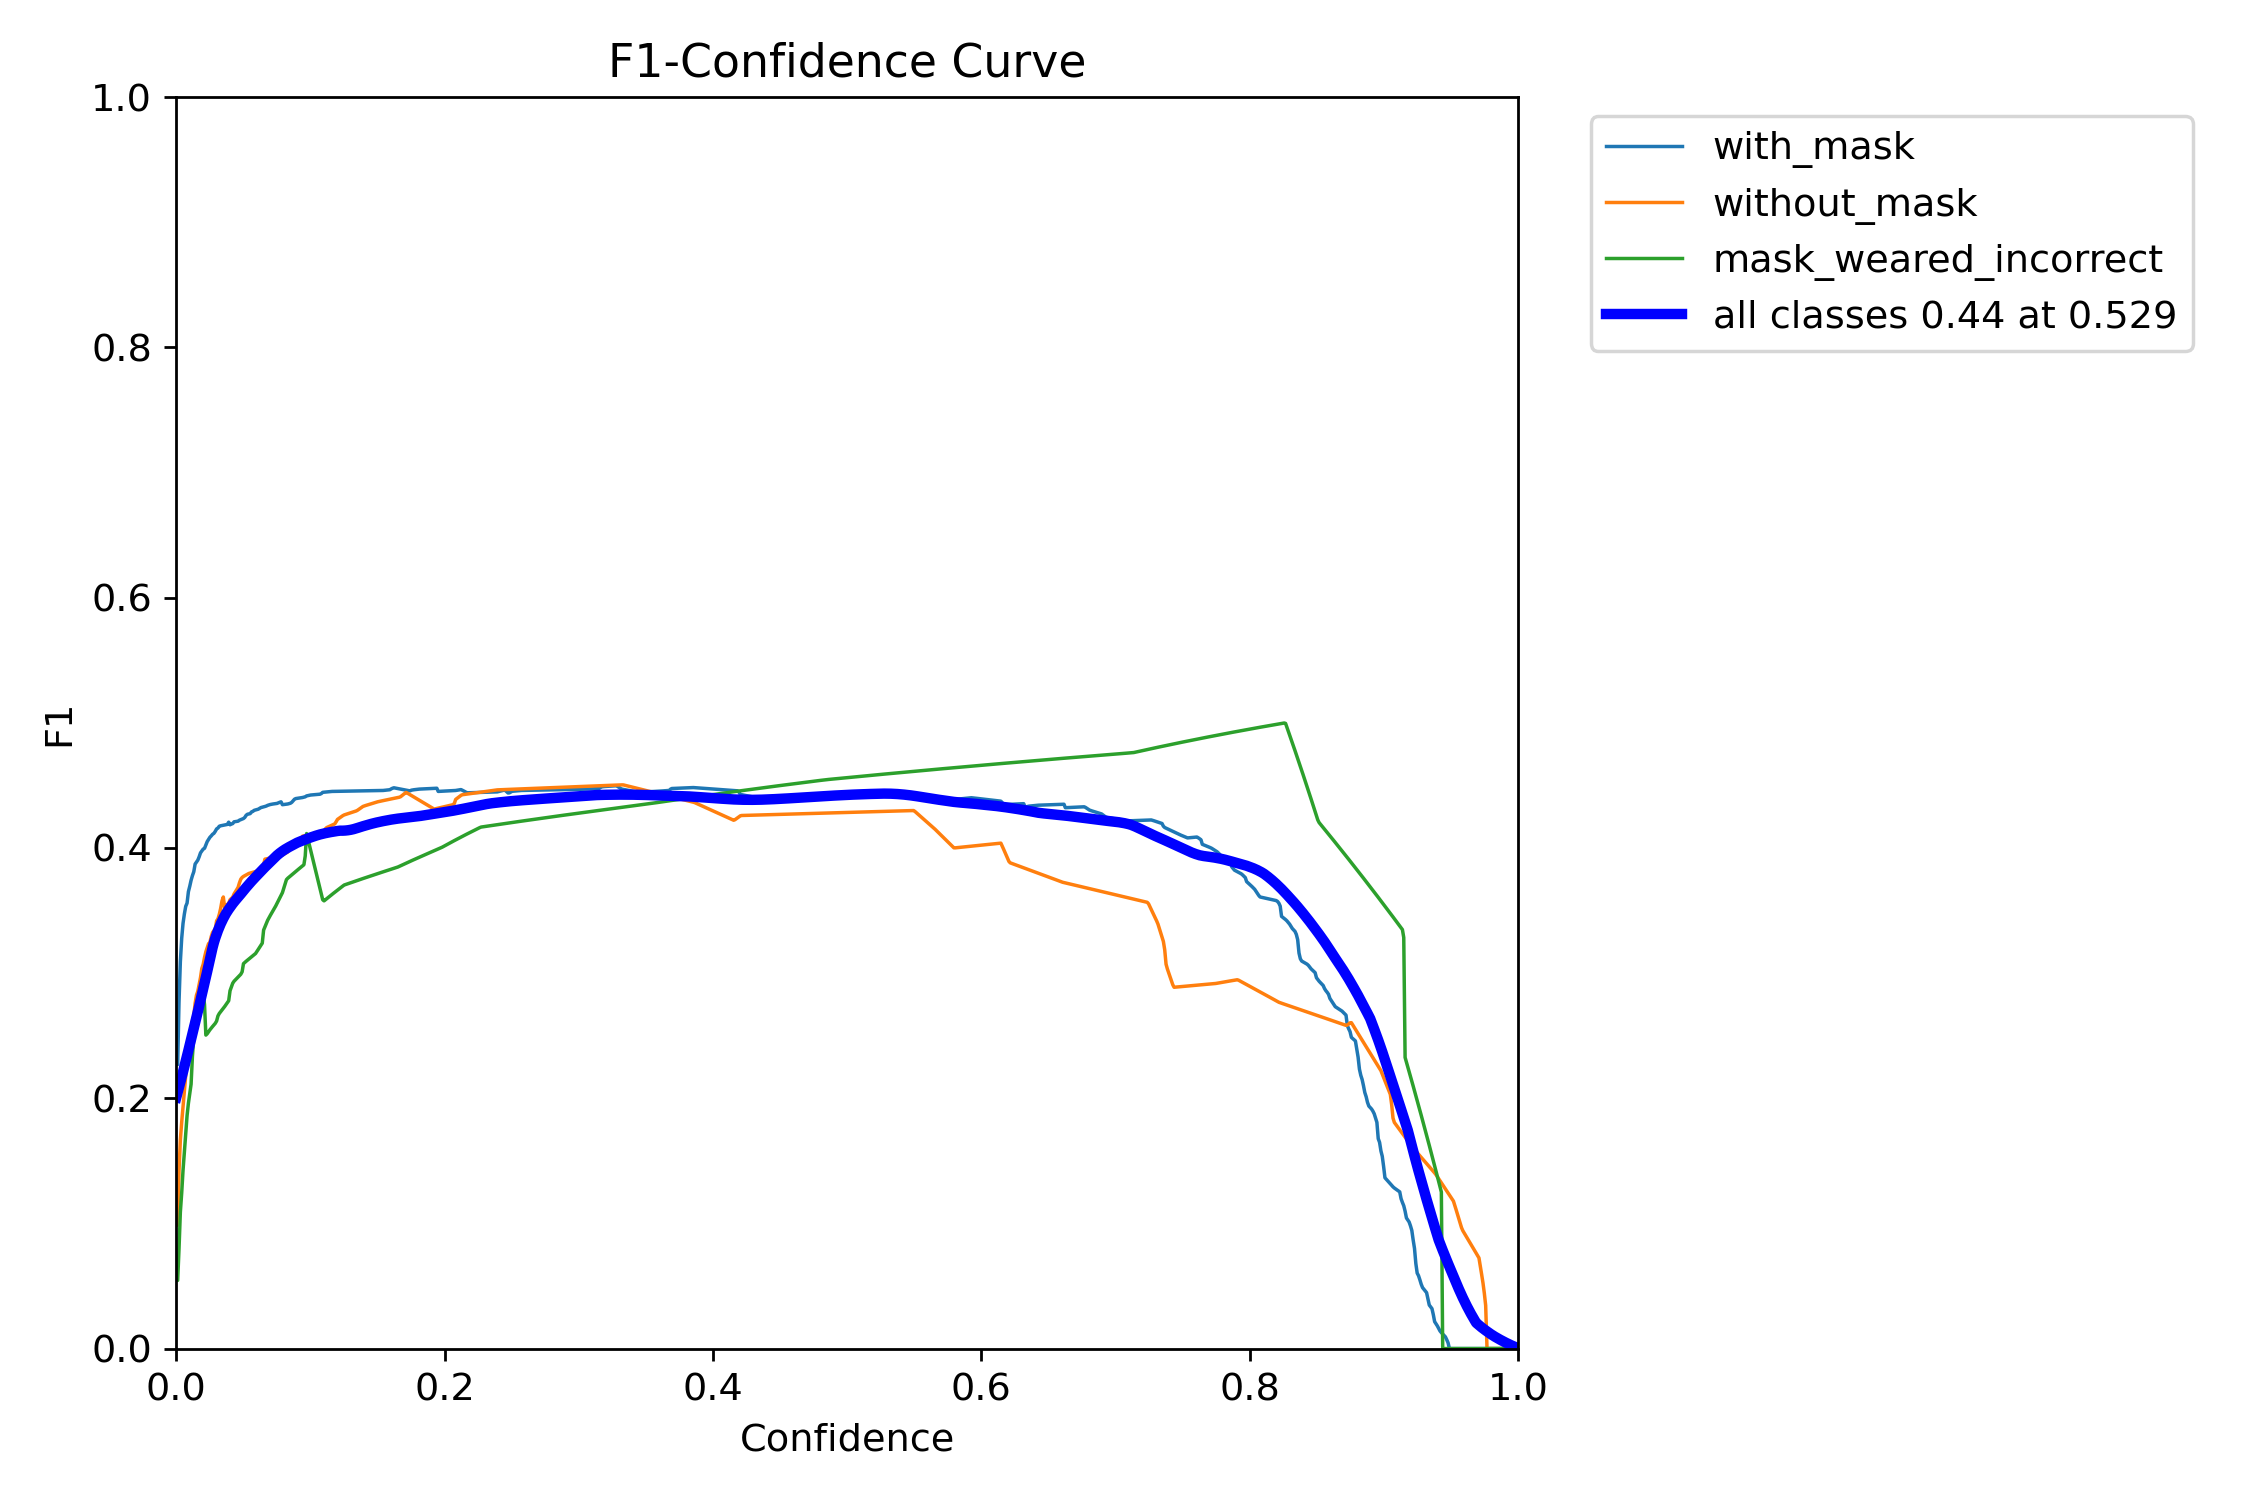 F1-Confidence Curve
with_mask
without_mask
mask_weared_incorrect
all classes 0.44 at 0.529
1.0
0.8
0.6
0.4
0.2
0.0
F1
0.0 0.2 0.4 0.6 0.8 1.0
Confidence